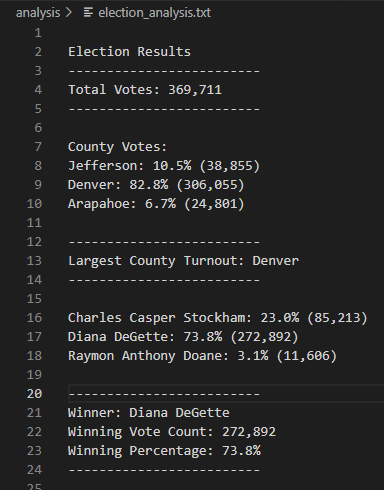 analysis > election_analysis.txt
1
2 Election Results
3 -------------------------
4 Total Votes: 369,711
5 -------------------------
6
7 County Votes:
8 Jefferson: 10.5% (38,855)
9 Denver: 82.8% (306,055)
10 Arapahoe: 6.7% (24,801)
11
12 -------------------------
13 Largest County Turnout: Denver
14 -------------------------
15
16 Charles Casper Stockham: 23.0% (85,213)
17 Diana DeGette: 73.8% (272,892)
18 Raymon Anthony Doane: 3.1% (11,606)
19
20 -------------------------
21 Winner: Diana DeGette
22 Winning Vote Count: 272,892
23 Winning Percentage: 73.8%
24 -------------------------
25